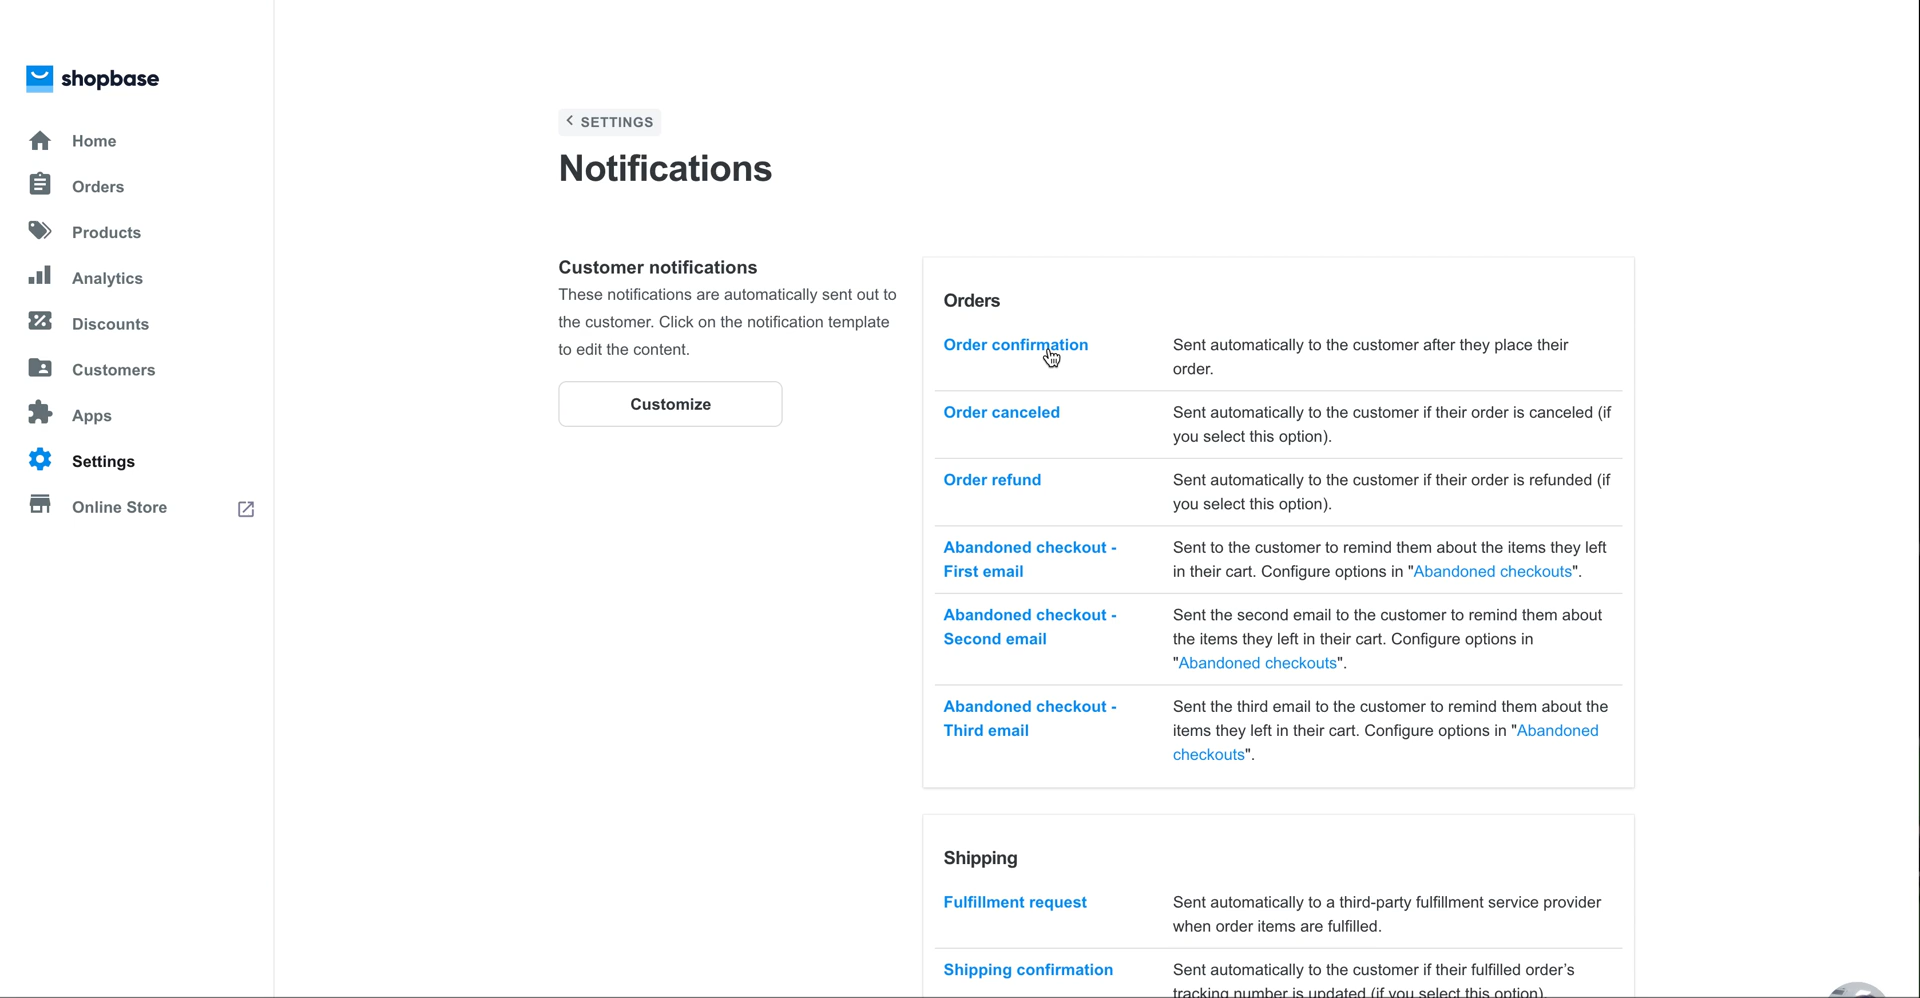 shopbase
Home
Orders
Products
Analytics
Discounts
Customers
Apps
Settings
Online Store
SETTINGS
Notifications
Customer notifications
These notifications are automatically sent out to
the customer. Click on the notification template
to edit the content.
Customize
Orders
Order confirmation
Sent automatically to the customer after they place their
order.
Order canceled
Sent automatically to the customer if their order is canceled (if
you select this option).
Order refund
Sent automatically to the customer if their order is refunded (if
you select this option).
Abandoned checkout -
First email
Sent to the customer to remind them about the items they left
in their cart. Configure options in "Abandoned checkouts".
Abandoned checkout -
Second email
Sent the second email to the customer to remind them about
the items they left in their cart. Configure options in
"Abandoned checkouts".
Abandoned checkout -
Third email
Sent the third email to the customer to remind them about the
items they left in their cart. Configure options in "Abandoned
checkouts".
Shipping
Fulfillment request
Sent automatically to a third-party fulfillment service provider
when order items are fulfilled.
Shipping confirmation
Sent automatically to the customer if their fulfilled order's
tracking number is updated (if you select this option).